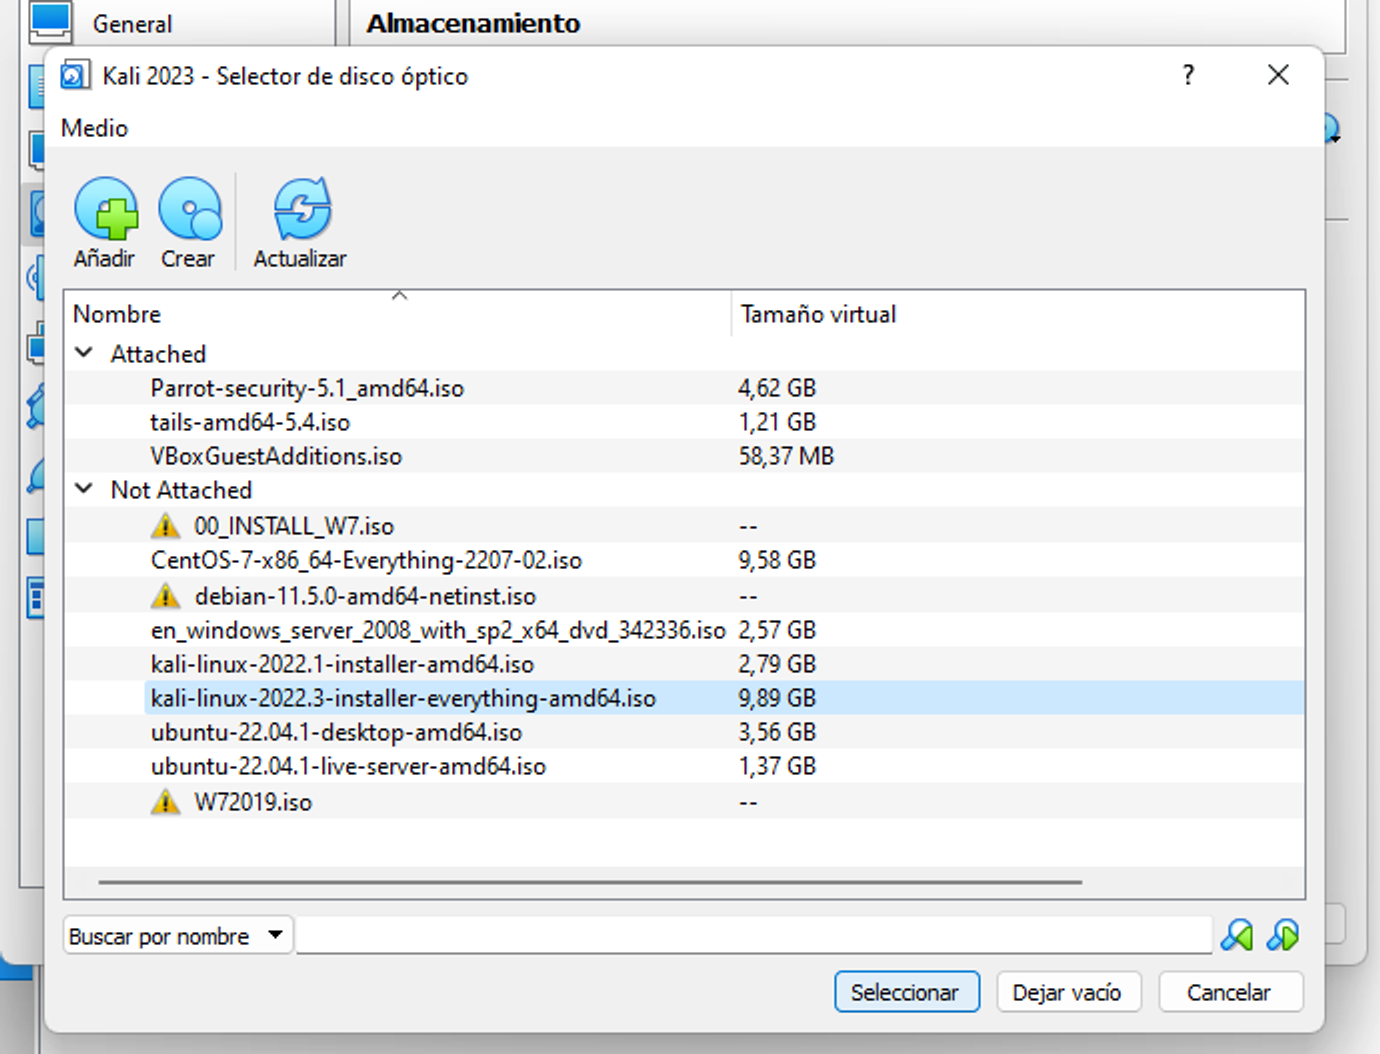 General
Almacenamiento
Kali 2023 - Selector de disco óptico
?
Medio
Añadir Crear Actualizar
Nombre Tamaño virtual
Attached
Parrot-security-5.1_amd64.iso 4,62 GB
tails-amd64-5.4.iso 1,21 GB
VBoxGuestAdditions.iso 58,37 MB
Not Attached
00_INSTALL_W7.iso --
CentOS-7-x86_64-Everything-2207-02.iso 9,58 GB
debian-11.5.0-amd64-netinst.iso --
en_windows_server_2008_with_sp2_x64_dvd_342336.iso 2,57 GB
kali-linux-2022.1-installer-amd64.iso 2,79 GB
kali-linux-2022.3-installer-everything-amd64.iso 9,89 GB
ubuntu-22.04.1-desktop-amd64.iso 3,56 GB
ubuntu-22.04.1-live-server-amd64.iso 1,37 GB
W72019.iso --
Buscar por nombre
Seleccionar Dejar vacío Cancelar